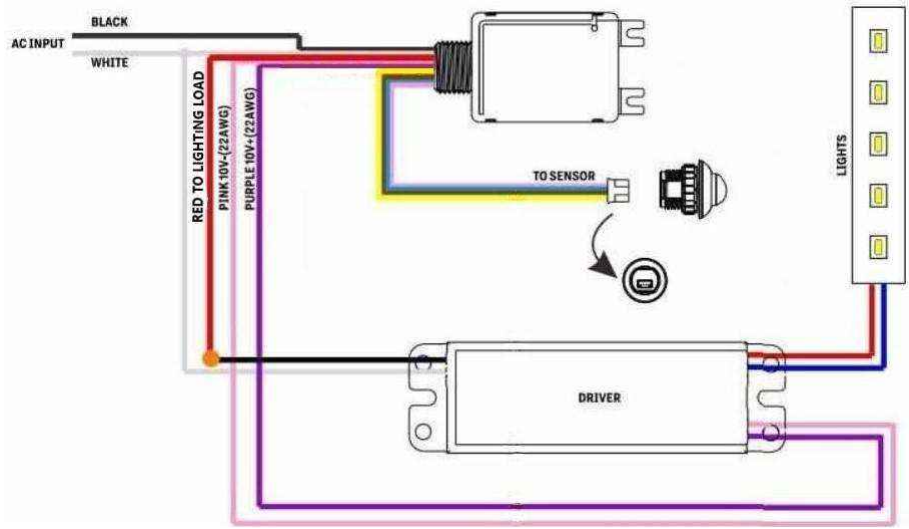 BLACK
AC INPUT
WHITE
RED TO LIGHTING LOAD
PINK 10V-(22AWG)
PURPLE 10V+(22AWG)
TO SENSOR
LIGHTS
DRIVER